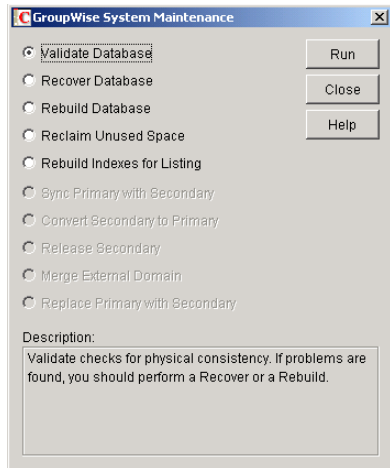 GroupWise System Maintenance
Validate Database
Run
Recover Database
Close
Rebuild Database
Help
Reclaim Unused Space
Rebuild Indexes for Listing
Sync Primary with Secondary
Convert Secondary to Primary
Release Secondary
Merge External Domain
Replace Primary with Secondary
Description:
Validate checks for physical consistency. If problems are
found, you should perform a Recover or a Rebuild.